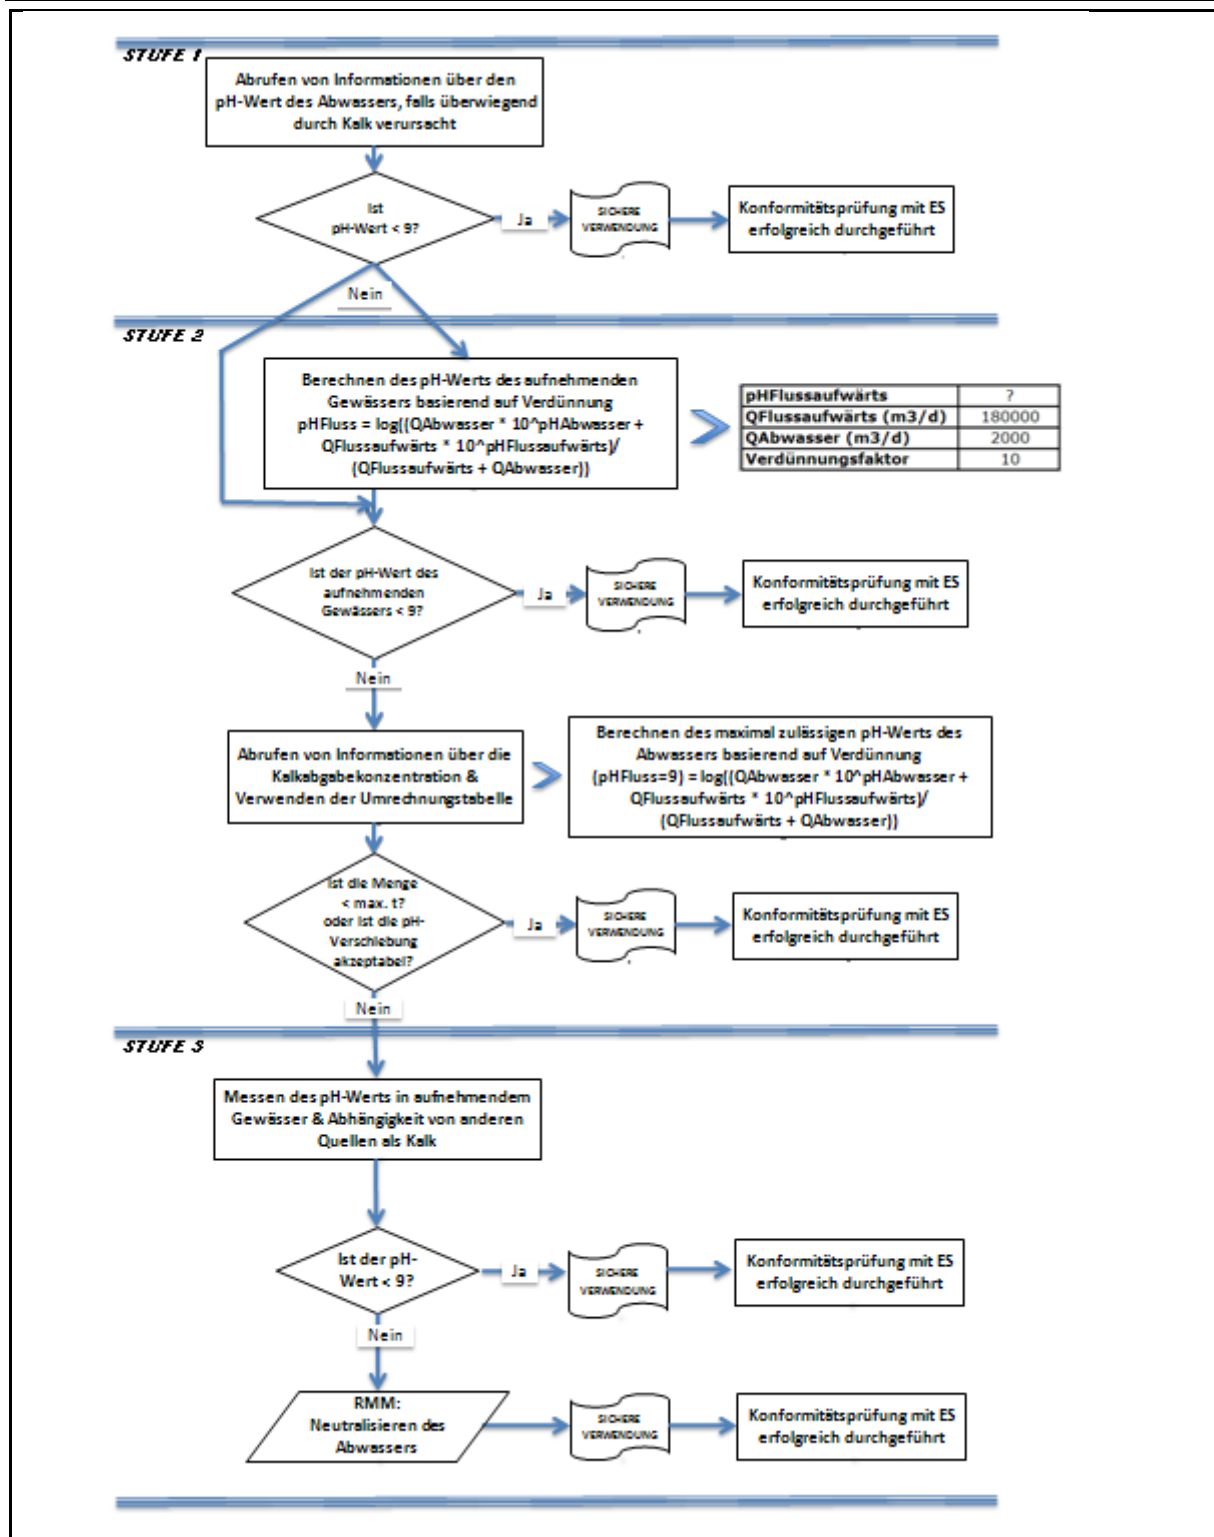 STUFE 1
Abrufen von Informationen über den
pH-Wert des Abwassers, falls überwiegend
durch Kalk verursacht
Ist
pH-Wert < 9?
Ja
SICHERE
VERWENDUNG
Konformitätsprüfung mit ES
erfolgreich durchgeführt
Nein
STUFE 2
Berechnen des pH-Werts des aufnehmenden
Gewässers basierend auf Verdünnung
pHFluss = log((QAbwasser * 10^pHAbwasser +
QFlussaufwärts * 10^pHFlussaufwärts)/
(QFlussaufwärts + QAbwasser))
pHFlussaufwärts ?
QFlussaufwärts (m3/d) 180000
QAbwasser (m3/d) 2000
Verdünnungsfaktor 10
Ist der pH-Wert des
aufnehmenden
Gewässers < 9?
Ja
SICHERE
VERWENDUNG
Konformitätsprüfung mit ES
erfolgreich durchgeführt
Nein
Abrufen von Informationen über die
Kalkabgabekonzentration &
Verwenden der Umrechnungstabelle
Berechnen des maximal zulässigen pH-Werts des
Abwassers basierend auf Verdünnung
(pHFluss=9) = log((QAbwasser * 10^pHAbwasser +
QFlussaufwärts * 10^pHFlussaufwärts)/
(QFlussaufwärts + QAbwasser))
Ist die Menge
< max. t?
oder ist die pH-
Verschiebung
akzeptabel?
Ja
SICHERE
VERWENDUNG
Konformitätsprüfung mit ES
erfolgreich durchgeführt
Nein
STUFE 3
Messen des pH-Werts in aufnehmendem
Gewässer & Abhängigkeit von anderen
Quellen als Kalk
Ist der pH-
Wert < 9?
Ja
SICHERE
VERWENDUNG
Konformitätsprüfung mit ES
erfolgreich durchgeführt
Nein
RMM:
Neutralisieren des
Abwassers
SICHERE
VERWENDUNG
Konformitätsprüfung mit ES
erfolgreich durchgeführt